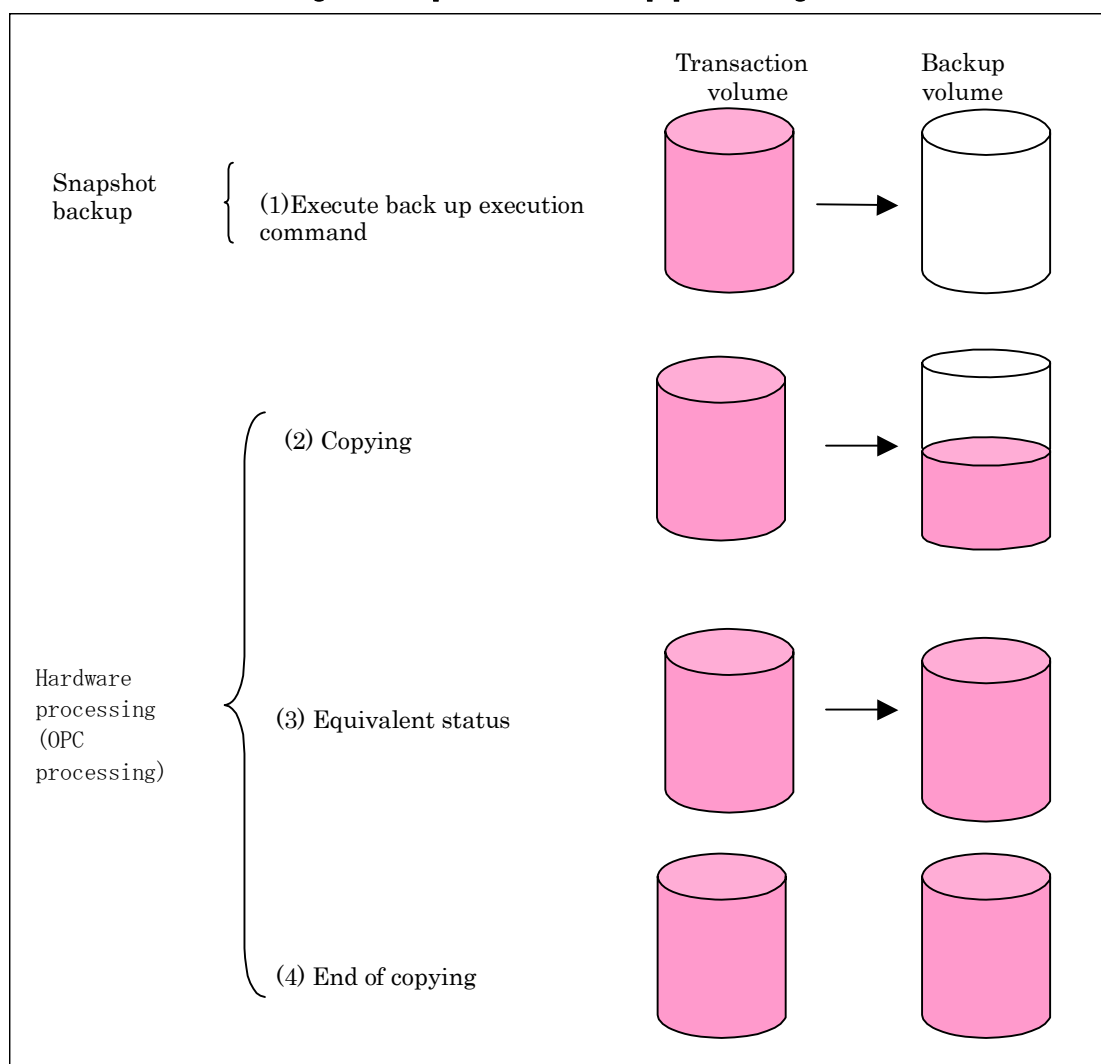 Transaction
volume
Backup
volume
Snapshot
backup
(1)Execute back up execution
command
(2) Copying
Hardware
processing
(OPC
processing)
(3) Equivalent status
(4) End of copying